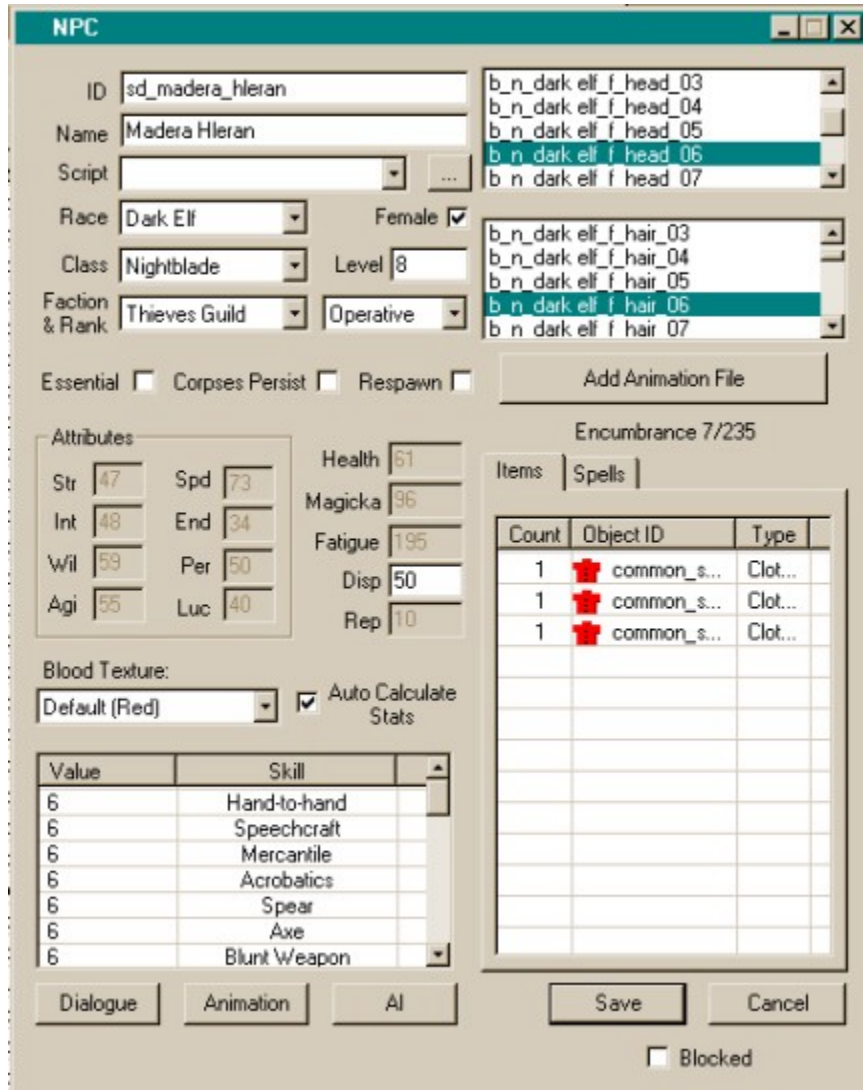 NPC
ID sd_madera_hleran
Name Madera Hleran
Script ...
Race Dark Elf Female
Class Nightblade Level 8
Faction & Rank Thieves Guild Operative
b_n_dark elf_f_head_03
b_n_dark elf_f_head_04
b_n_dark elf_f_head_05
b_n_dark elf_f_head_06
b_n_dark elf_f_head_07
b_n_dark elf_f_hair_03
b_n_dark elf_f_hair_04
b_n_dark elf_f_hair_05
b_n_dark elf_f_hair_06
b_n_dark elf_f_hair_07
Essential Corpses Persist Respawn
Add Animation File
Attributes
Str 47 Spd 73
Int 48 End 34
Wil 59 Per 50
Agi 55 Luc 40
Health 61
Magicka 96
Fatigue 195
Disp 50
Rep 10
Encumbrance 7/235
Items Spells
Count Object ID Type
1 common_s... Clot...
1 common_s... Clot...
1 common_s... Clot...
Blood Texture:
Default (Red)
Auto Calculate
Stats
Value Skill
6 Hand-to-hand
6 Speechcraft
6 Mercantile
6 Acrobatics
6 Spear
6 Axe
6 Blunt Weapon
Dialogue Animation AI
Save Cancel
Blocked